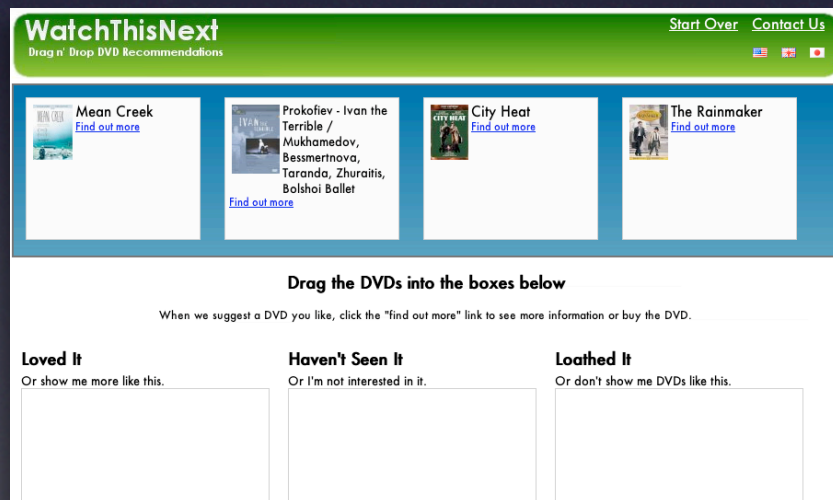 WatchThisNext
Drag n' Drop DVD Recommendations
Start Over Contact Us
Mean Creek
Find out more
Prokofiev - Ivan the
Terrible /
Mukhamedov,
Bessmertnova,
Taranda, Zhuraitis,
Bolshoi Ballet
Find out more
CITY HEAT
City Heat
Find out more
The Rainmaker
Find out more
Drag the DVDs into the boxes below
When we suggest a DVD you like, click the "find out more" link to see more information or buy the DVD.
Loved It
Or show me more like this.
Haven't Seen It
Or I'm not interested in it.
Loathed It
Or don't show me DVDs like this.